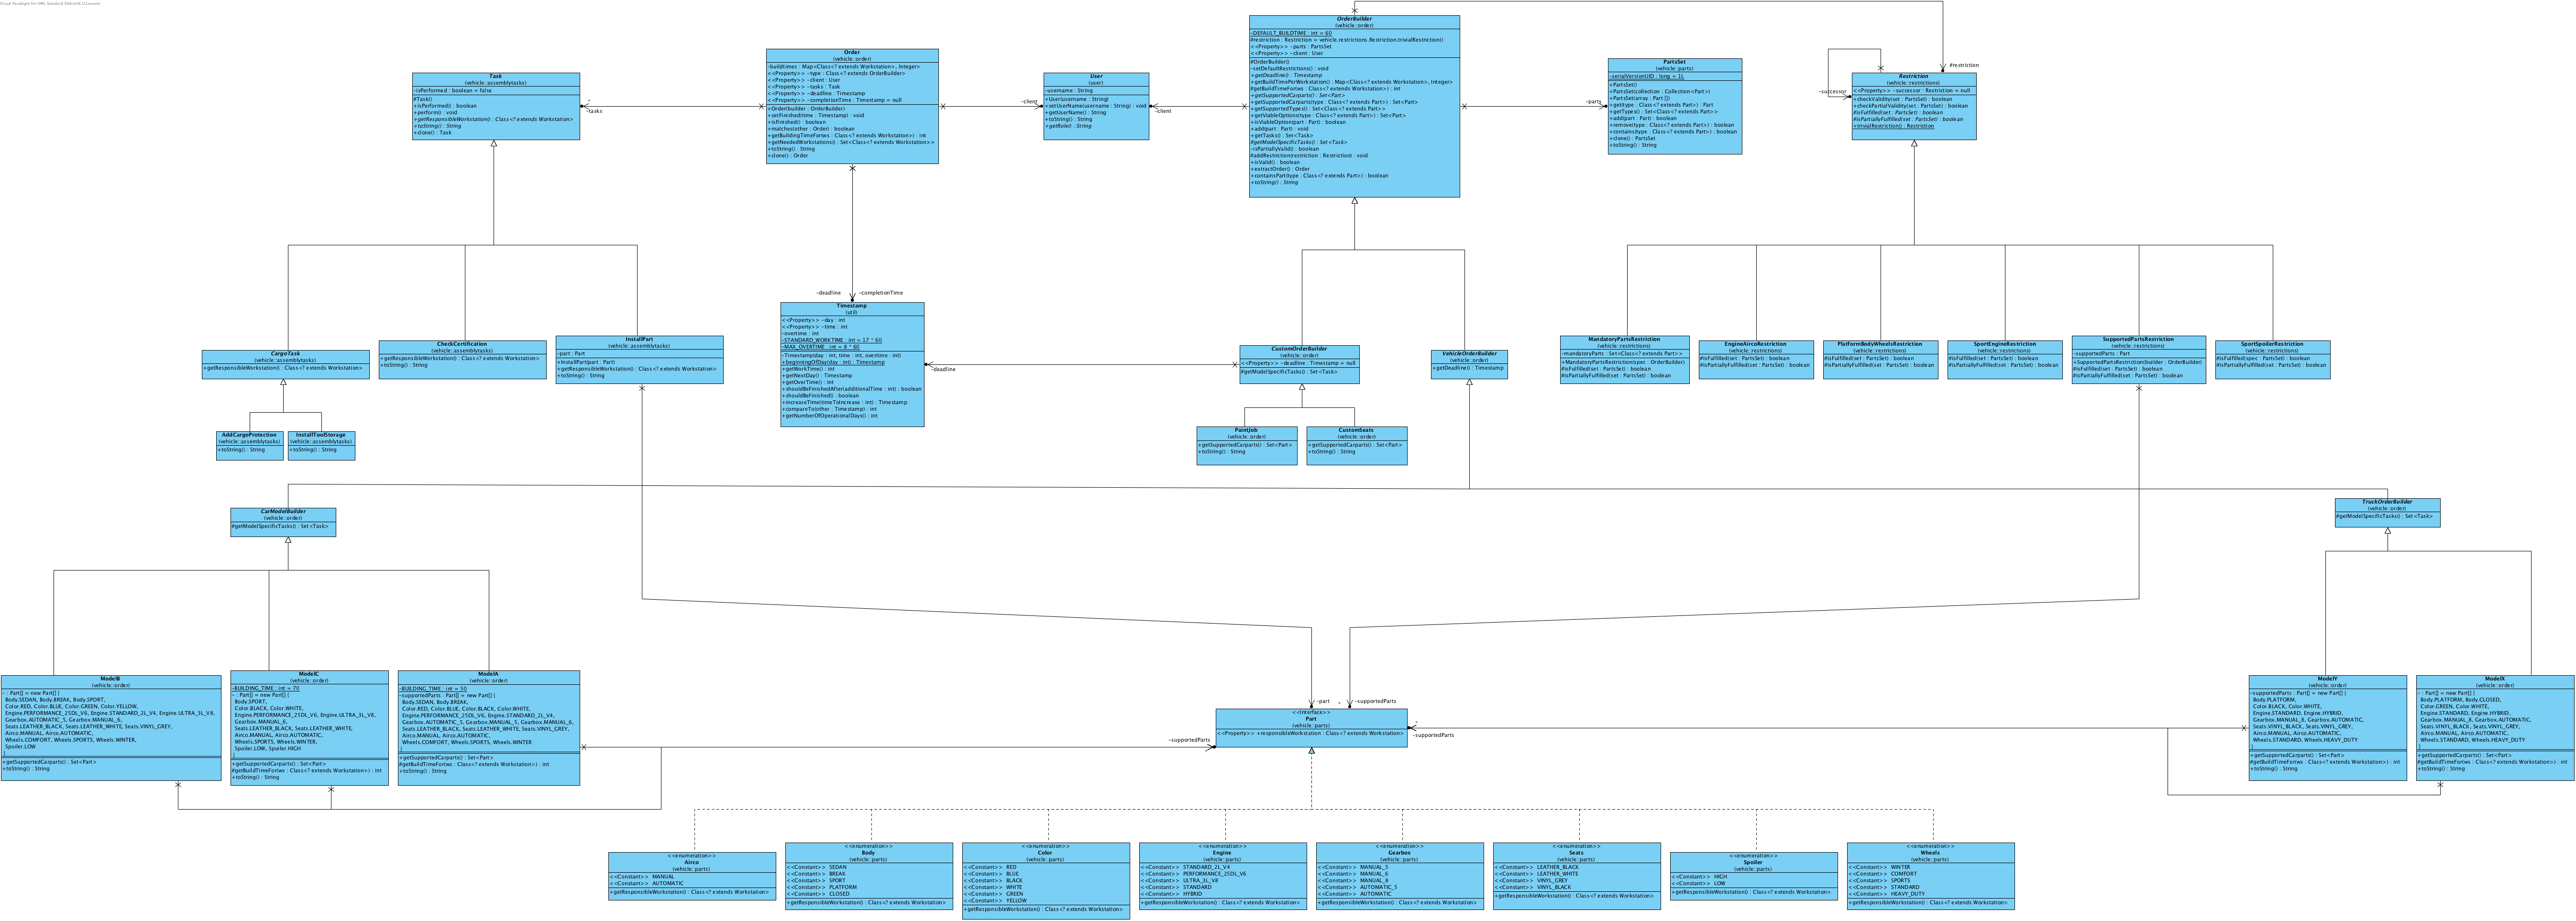 Visual Paradigm for UML Standard Edition(K.U.Leuven)
OrderBuilder
(vehicle::order)
-DEFAULT_BUILDTIME : int = 60
#restriction : Restriction = vehicle.restrictions.Restriction.trivialRestriction()
<<Property>> -parts : PartsSet
<<Property>> -client : User
#OrderBuilder()
-setDefaultRestrictions() : void
+getDeadline() : Timestamp
+getBuildTimePerWorkstation() : Map<Class<? extends Workstation>, Integer>
#getBuildTimeFor(ws : Class<? extends Workstation>) : int
+getSupportedCarparts() : Set<Part>
+getSupportedCarparts(type : Class<? extends Part>) : Set<Part>
+getSupportedTypes() : Set<Class<? extends Part>>
+getViableOptions(type : Class<? extends Part>) : Set<Part>
+isViableOption(part : Part) : boolean
+add(part : Part) : void
+getTasks() : Set<Task>
#getModelSpecificTasks() : Set<Task>
-isPartiallyValid() : boolean
#addRestriction(restriction : Restriction) : void
+isValid() : boolean
+extractOrder() : Order
+containsPart(type : Class<? extends Part>) : boolean
+toString() : String
Order
(vehicle::order)
-buildtimes : Map<Class<? extends Workstation>, Integer>
<<Property>> -type : Class<? extends OrderBuilder>
<<Property>> -client : User
<<Property>> -tasks : Task
<<Property>> -deadline : Timestamp
<<Property>> -completionTime : Timestamp = null
+Order(builder : OrderBuilder)
+setFinished(time : Timestamp) : void
+isFinished() : boolean
+matches(other : Order) : boolean
+getBuildingTimeFor(ws : Class<? extends Workstation>) : int
+getNeededWorkstations() : Set<Class<? extends Workstation>>
+toString() : String
+clone() : Order
Task
(vehicle::assemblytasks)
-isPerformed : boolean = false
#Task()
+isPerformed() : boolean
+perform() : void
+getResponsibleWorkstation() : Class<? extends Workstation>
+toString() : String
+clone() : Task
*
-tasks
User
(user)
-username : String
+User(username : String)
+setUserName(username : String) : void
+getUserName() : String
+toString() : String
+getRole() : String
-client
-client
PartsSet
(vehicle::parts)
-serialVersionUID : long = 1L
+PartsSet()
+PartsSet(collection : Collection<Part>)
+PartsSet(array : Part [])
+get(type : Class<? extends Part>) : Part
+getTypes() : Set<Class<? extends Part>>
+add(part : Part) : boolean
+remove(type : Class<? extends Part>) : boolean
+contains(type : Class<? extends Part>) : boolean
+clone() : PartsSet
+toString() : String
-parts
#restriction
-successor
Restriction
(vehicle::restrictions)
<<Property>> -successor : Restriction = null
+checkValidity(set : PartsSet) : boolean
+checkPartialValidity(set : PartsSet) : boolean
#isFulfilled(set : PartsSet) : boolean
#isPartiallyFulfilled(set : PartsSet) : boolean
+trivialRestriction() : Restriction
-deadline
-completionTime
Timestamp
(util)
<<Property>> -day : int
<<Property>> -time : int
-overtime : int
-STANDARD_WORKTIME : int = 17 * 60
-MAX_OVERTIME : int = 8 * 60
-Timestamp(day : int, time : int, overtime : int)
+beginningOfDay(day : int) : Timestamp
+getWorkTime() : int
+getNextDay() : Timestamp
+getOverTime() : int
+shouldBeFinishedAfter(additionalTime : int) : boolean
+shouldBeFinished() : boolean
+increaseTime(timeToIncrease : int) : Timestamp
+compareTo(other : Timestamp) : int
+getNumberOfOperationalDays() : int
-deadline
CargoTask
(vehicle::assemblytasks)
+getResponsibleWorkstation() : Class<? extends Workstation>
CheckCertification
(vehicle::assemblytasks)
+getResponsibleWorkstation() : Class<? extends Workstation>
+toString() : String
InstallPart
(vehicle::assemblytasks)
-part : Part
+InstallPart(part : Part)
+getResponsibleWorkstation() : Class<? extends Workstation>
+toString() : String
AddCargoProtection
(vehicle::assemblytasks)
+toString() : String
InstallToolStorage
(vehicle::assemblytasks)
+toString() : String
CustomOrderBuilder
(vehicle::order)
<<Property>> -deadline : Timestamp = null
#getModelSpecificTasks() : Set<Task>
VehicleOrderBuilder
(vehicle::order)
+getDeadline() : Timestamp
PaintJob
(vehicle::order)
+getSupportedCarparts() : Set<Part>
+toString() : String
CustomSeats
(vehicle::order)
+getSupportedCarparts() : Set<Part>
+toString() : String
MandatoryPartsRestriction
(vehicle::restrictions)
-mandatoryParts : Set<Class<? extends Part>>
+MandatoryPartsRestriction(spec : OrderBuilder)
#isFulfilled(set : PartsSet) : boolean
#isPartiallyFulfilled(set : PartsSet) : boolean
EngineAircoRestriction
(vehicle::restrictions)
#isFulfilled(set : PartsSet) : boolean
#isPartiallyFulfilled(set : PartsSet) : boolean
PlatformBodyWheelsRestriction
(vehicle::restrictions)
#isFulfilled(set : PartsSet) : boolean
#isPartiallyFulfilled(set : PartsSet) : boolean
SportEngineRestriction
(vehicle::restrictions)
#isFulfilled(set : PartsSet) : boolean
#isPartiallyFulfilled(set : PartsSet) : boolean
SupportedPartsRestriction
(vehicle::restrictions)
-supportedParts : Part
+SupportedPartsRestriction(builder : OrderBuilder)
#isFulfilled(set : PartsSet) : boolean
#isPartiallyFulfilled(set : PartsSet) : boolean
SportSpoilerRestriction
(vehicle::restrictions)
#isFulfilled(spec : PartsSet) : boolean
#isPartiallyFulfilled(set : PartsSet) : boolean
CarModelBuilder
(vehicle::order)
#getModelSpecificTasks() : Set<Task>
TruckOrderBuilder
(vehicle::order)
#getModelSpecificTasks() : Set<Task>
ModelB
(vehicle::order)
- : Part[] = new Part[] {
Body.SEDAN, Body.BREAK, Body.SPORT,
Color.RED, Color.BLUE, Color.GREEN, Color.YELLOW,
Engine.PERFORMANCE_25DL_V6, Engine.STANDARD_2L_V4, Engine.ULTRA_3L_V8,
Gearbox.AUTOMATIC_5, Gearbox.MANUAL_6,
Seats.LEATHER_BLACK, Seats.LEATHER_WHITE, Seats.VINYL_GREY,
Airco.MANUAL, Airco.AUTOMATIC,
Wheels.COMFORT, Wheels.SPORTS, Wheels.WINTER,
Spoiler.LOW
}
+getSupportedCarparts() : Set<Part>
+toString() : String
ModelC
(vehicle::order)
-BUILDING_TIME : int = 70
- : Part[] = new Part[] {
Body.SPORT,
Color.BLACK, Color.WHITE,
Engine.PERFORMANCE_25DL_V6, Engine.ULTRA_3L_V8,
Gearbox.MANUAL_6,
Seats.LEATHER_BLACK, Seats.LEATHER_WHITE,
Airco.MANUAL, Airco.AUTOMATIC,
Wheels.SPORTS, Wheels.WINTER,
Spoiler.LOW, Spoiler.HIGH
}
+getSupportedCarparts() : Set<Part>
#getBuildTimeFor(ws : Class<? extends Workstation>) : int
+toString() : String
ModelA
(vehicle::order)
-BUILDING_TIME : int = 50
-supportedParts : Part[] = new Part[] {
Body.SEDAN, Body.BREAK,
Color.RED, Color.BLUE, Color.BLACK, Color.WHITE,
Engine.PERFORMANCE_25DL_V6, Engine.STANDARD_2L_V4,
Gearbox.AUTOMATIC_5, Gearbox.MANUAL_5, Gearbox.MANUAL_6,
Seats.LEATHER_BLACK, Seats.LEATHER_WHITE, Seats.VINYL_GREY,
Airco.MANUAL, Airco.AUTOMATIC,
Wheels.COMFORT, Wheels.SPORTS, Wheels.WINTER
}
+getSupportedCarparts() : Set<Part>
#getBuildTimeFor(ws : Class<? extends Workstation>) : int
+toString() : String
-part
*
-supportedParts
-supportedParts
*
-supportedParts
<<Interface>>
Part
(vehicle::parts)
<<Property>> +responsibleWorkstation : Class<? extends Workstation>
ModelY
(vehicle::order)
-supportedParts : Part[] = new Part[] {
Body.PLATFORM,
Color.BLACK, Color.WHITE,
Engine.STANDARD, Engine.HYBRID,
Gearbox.MANUAL_8, Gearbox.AUTOMATIC,
Seats.VINYL_BLACK, Seats.VINYL_GREY,
Airco.MANUAL, Airco.AUTOMATIC,
Wheels.STANDARD, Wheels.HEAVY_DUTY
}
+getSupportedCarparts() : Set<Part>
#getBuildTimeFor(ws : Class<? extends Workstation>) : int
+toString() : String
ModelX
(vehicle::order)
- : Part[] = new Part[] {
Body.PLATFORM, Body.CLOSED,
Color.GREEN, Color.WHITE,
Engine.STANDARD, Engine.HYBRID,
Gearbox.MANUAL_8, Gearbox.AUTOMATIC,
Seats.VINYL_BLACK, Seats.VINYL_GREY,
Airco.MANUAL, Airco.AUTOMATIC,
Wheels.STANDARD, Wheels.HEAVY_DUTY
}
+getSupportedCarparts() : Set<Part>
#getBuildTimeFor(ws : Class<? extends Workstation>) : int
+toString() : String
<<enumeration>>
Airco
(vehicle::parts)
<<Constant>> MANUAL
<<Constant>> AUTOMATIC
+getResponsibleWorkstation() : Class<? extends Workstation>
<<enumeration>>
Body
(vehicle::parts)
<<Constant>> SEDAN
<<Constant>> BREAK
<<Constant>> SPORT
<<Constant>> PLATFORM
<<Constant>> CLOSED
+getResponsibleWorkstation() : Class<? extends Workstation>
<<enumeration>>
Color
(vehicle::parts)
<<Constant>> RED
<<Constant>> BLUE
<<Constant>> BLACK
<<Constant>> WHITE
<<Constant>> GREEN
<<Constant>> YELLOW
+getResponsibleWorkstation() : Class<? extends Workstation>
<<enumeration>>
Engine
(vehicle::parts)
<<Constant>> STANDARD_2L_V4
<<Constant>> PERFORMANCE_25DL_V6
<<Constant>> ULTRA_3L_V8
<<Constant>> STANDARD
<<Constant>> HYBRID
+getResponsibleWorkstation() : Class<? extends Workstation>
<<enumeration>>
Gearbox
(vehicle::parts)
<<Constant>> MANUAL_5
<<Constant>> MANUAL_6
<<Constant>> MANUAL_8
<<Constant>> AUTOMATIC_5
<<Constant>> AUTOMATIC
+getResponsibleWorkstation() : Class<? extends Workstation>
<<enumeration>>
Seats
(vehicle::parts)
<<Constant>> LEATHER_BLACK
<<Constant>> LEATHER_WHITE
<<Constant>> VINYL_GREY
<<Constant>> VINYL_BLACK
+getResponsibleWorkstation() : Class<? extends Workstation>
<<enumeration>>
Spoiler
(vehicle::parts)
<<Constant>> HIGH
<<Constant>> LOW
+getResponsibleWorkstation() : Class<? extends Workstation>
<<enumeration>>
Wheels
(vehicle::parts)
<<Constant>> WINTER
<<Constant>> COMFORT
<<Constant>> SPORTS
<<Constant>> STANDARD
<<Constant>> HEAVY_DUTY
+getResponsibleWorkstation() : Class<? extends Workstation>